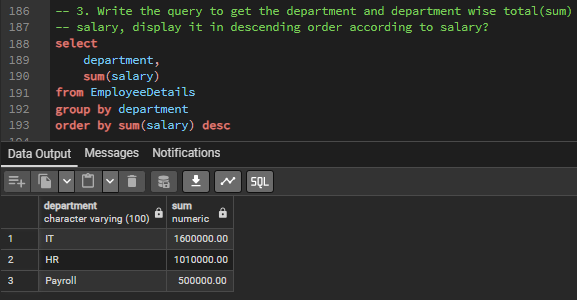 186 -- 3. Write the query to get the department and department wise total(sum)
187 -- salary, display it in descending order according to salary?
188 select
189 department,
190 sum(salary)
191 from EmployeeDetails
192 group by department
193 order by sum(salary) desc
Data Output Messages Notifications
SQL
department sum
character varying (100) numeric
1 IT 1600000.00
2 HR 1010000.00
3 Payroll 500000.00